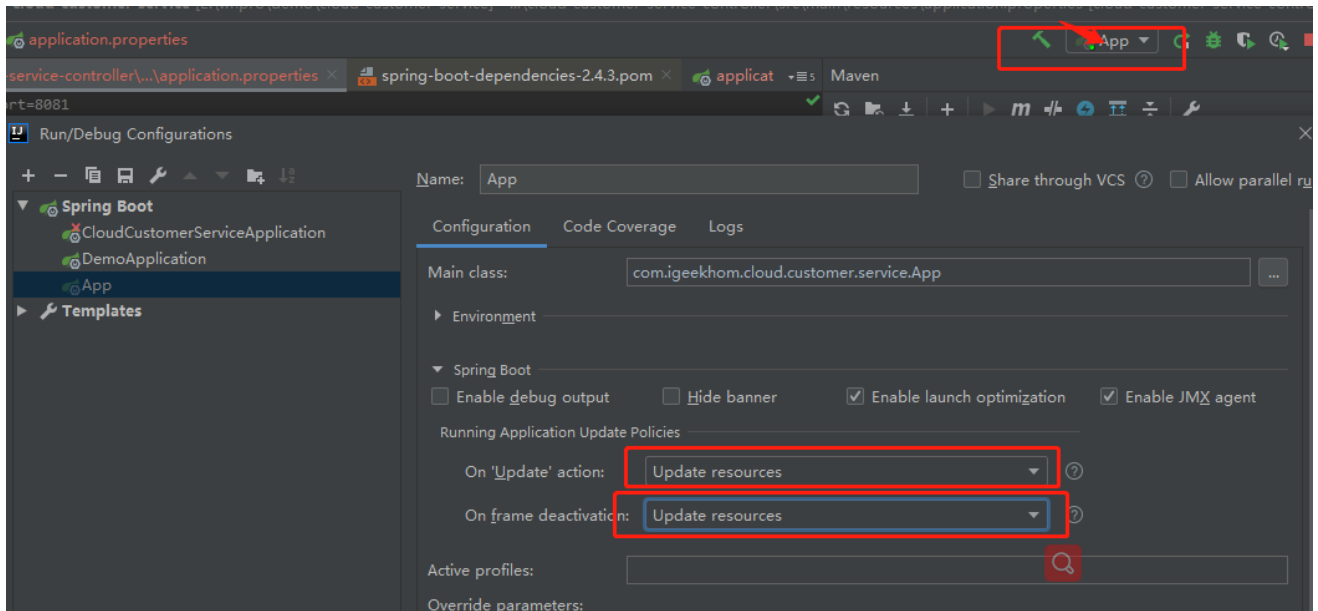 application.properties
App
-service-controller\...\application.properties
spring-boot-dependencies-2.4.3.pom
applicat
5
Maven
rt=8081
m
Run/Debug Configurations
Name:
App
Share through VCS
Allow parallel ru
Spring Boot
CloudCustomerServiceApplication
DemoApplication
App
Templates
Configuration
Code Coverage
Logs
Main class:
com.igeekhom.cloud.customer.service.App
...
Environment
Spring Boot
Enable debug output
Hide banner
Enable launch optimization
Enable JMX agent
Running Application Update Policies
On 'Update' action:
Update resources
On frame deactivation:
Update resources
Active profiles:
Override parameters: